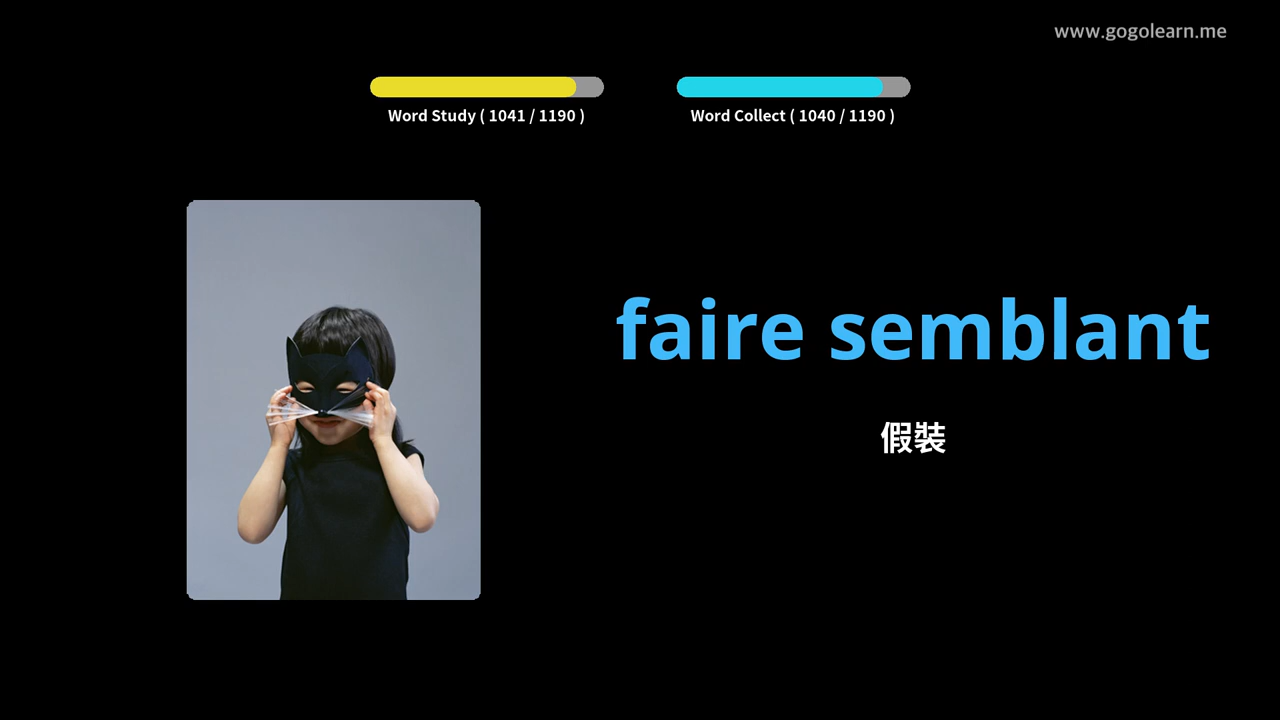 www.gogolearn.me
Word Study ( 1041 / 1190 )
Word Collect ( 1040 / 1190 )
faire semblant
假裝